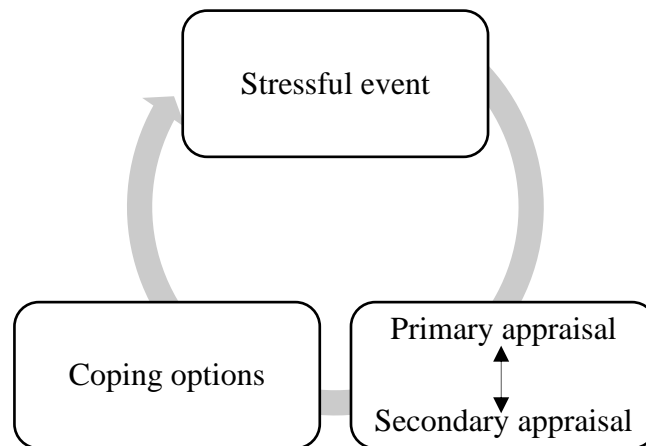 Stressful event
Coping options
Primary appraisal
Secondary appraisal